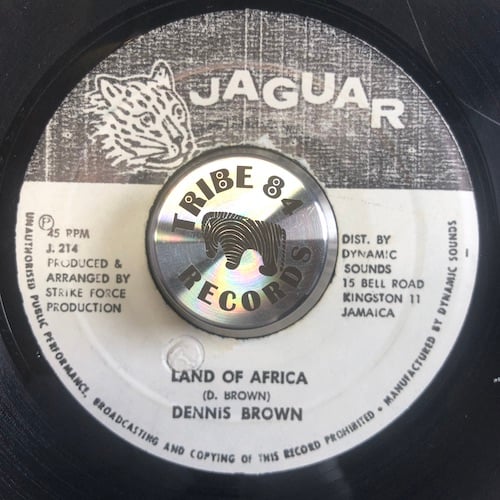 JAGUAR
TRIBE 84
RECORDS
Ⓟ
45 RPM
J. 214
PRODUCED &
ARRANGED BY
STRIKE FORCE
PRODUCTION
DIST. BY
DYNAMIC
SOUNDS
15 BELL ROAD
KINGSTON 11
JAMAICA
LAND OF AFRICA
(D. BROWN)
DENNIS BROWN
UNAUTHORISED PUBLIC PERFORMANCE, BROADCASTING AND COPYING OF THIS RECORD PROHIBITED • MANUFACTURED BY DYNAMIC SOUNDS